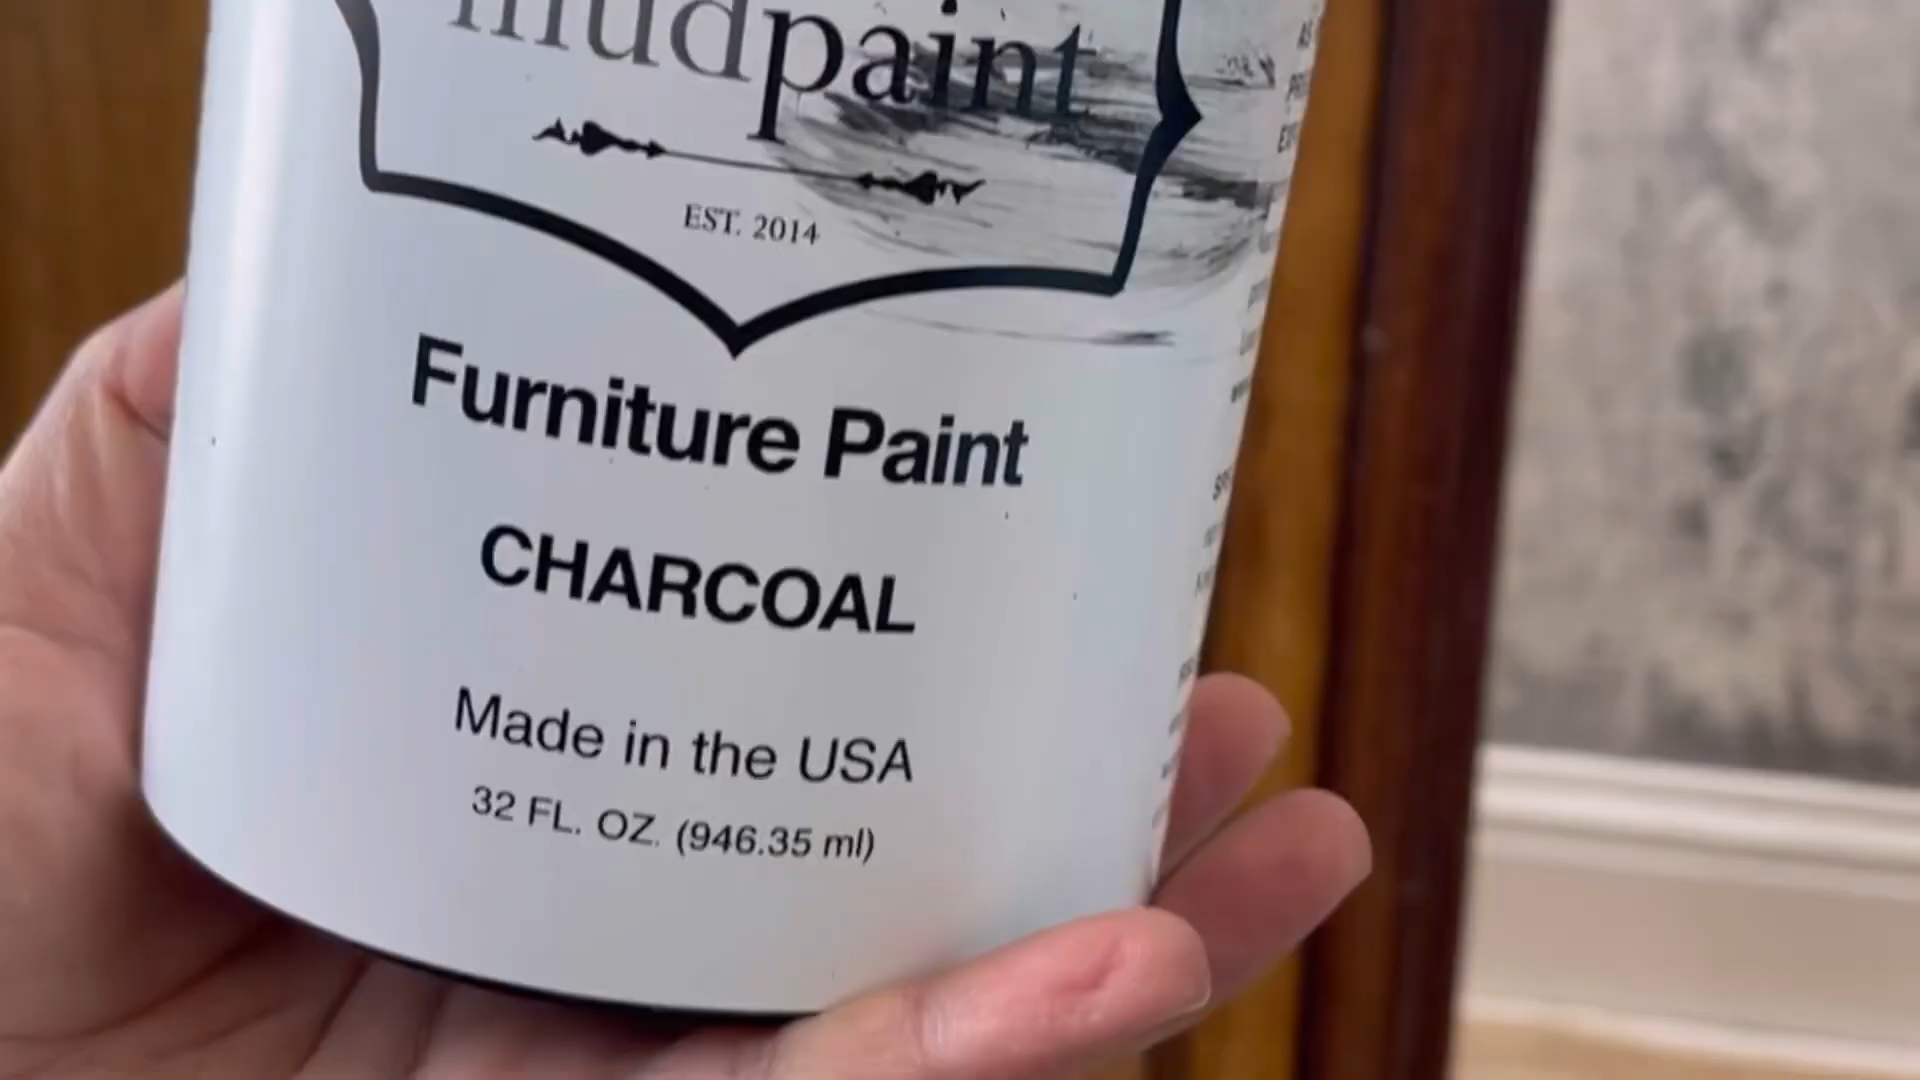 mudpaint
EST. 2014
Furniture Paint
CHARCOAL
Made in the USA
32 FL. OZ. (946.35 ml)